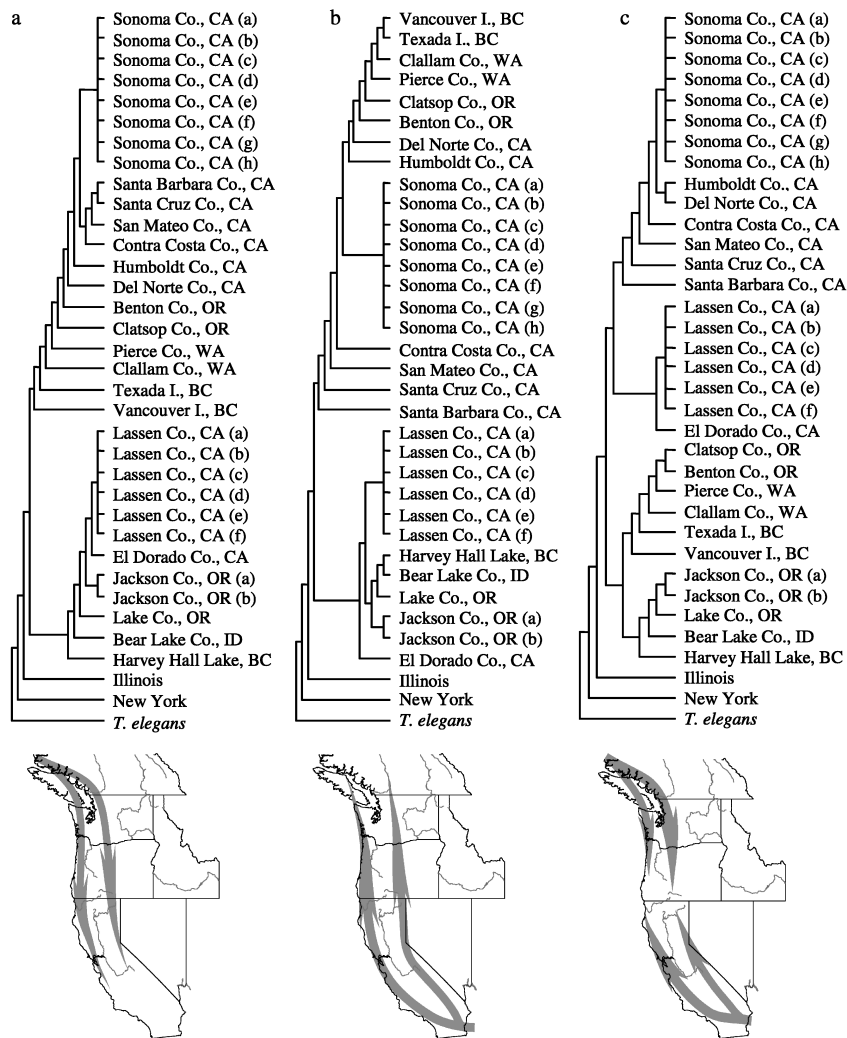 a
Sonoma Co., CA (a)
Sonoma Co., CA (b)
Sonoma Co., CA (c)
Sonoma Co., CA (d)
Sonoma Co., CA (e)
Sonoma Co., CA (f)
Sonoma Co., CA (g)
Sonoma Co., CA (h)
Santa Barbara Co., CA
Santa Cruz Co., CA
San Mateo Co., CA
Contra Costa Co., CA
Humboldt Co., CA
Del Norte Co., CA
Benton Co., OR
Clatsop Co., OR
Pierce Co., WA
Clallam Co., WA
Texada I., BC
Vancouver I., BC
Lassen Co., CA (a)
Lassen Co., CA (b)
Lassen Co., CA (c)
Lassen Co., CA (d)
Lassen Co., CA (e)
Lassen Co., CA (f)
El Dorado Co., CA
Jackson Co., OR (a)
Jackson Co., OR (b)
Lake Co., OR
Bear Lake Co., ID
Harvey Hall Lake, BC
Illinois
New York
T. elegans
b
Vancouver I., BC
Texada I., BC
Clallam Co., WA
Pierce Co., WA
Clatsop Co., OR
Benton Co., OR
Del Norte Co., CA
Humboldt Co., CA
Sonoma Co., CA (a)
Sonoma Co., CA (b)
Sonoma Co., CA (c)
Sonoma Co., CA (d)
Sonoma Co., CA (e)
Sonoma Co., CA (f)
Sonoma Co., CA (g)
Sonoma Co., CA (h)
Contra Costa Co., CA
San Mateo Co., CA
Santa Cruz Co., CA
Santa Barbara Co., CA
Lassen Co., CA (a)
Lassen Co., CA (b)
Lassen Co., CA (c)
Lassen Co., CA (d)
Lassen Co., CA (e)
Lassen Co., CA (f)
Harvey Hall Lake, BC
Bear Lake Co., ID
Lake Co., OR
Jackson Co., OR (a)
Jackson Co., OR (b)
El Dorado Co., CA
Illinois
New York
T. elegans
c
Sonoma Co., CA (a)
Sonoma Co., CA (b)
Sonoma Co., CA (c)
Sonoma Co., CA (d)
Sonoma Co., CA (e)
Sonoma Co., CA (f)
Sonoma Co., CA (g)
Sonoma Co., CA (h)
Humboldt Co., CA
Del Norte Co., CA
Contra Costa Co., CA
San Mateo Co., CA
Santa Cruz Co., CA
Santa Barbara Co., CA
Lassen Co., CA (a)
Lassen Co., CA (b)
Lassen Co., CA (c)
Lassen Co., CA (d)
Lassen Co., CA (e)
Lassen Co., CA (f)
El Dorado Co., CA
Clatsop Co., OR
Benton Co., OR
Pierce Co., WA
Clallam Co., WA
Texada I., BC
Vancouver I., BC
Jackson Co., OR (a)
Jackson Co., OR (b)
Lake Co., OR
Bear Lake Co., ID
Harvey Hall Lake, BC
Illinois
New York
T. elegans